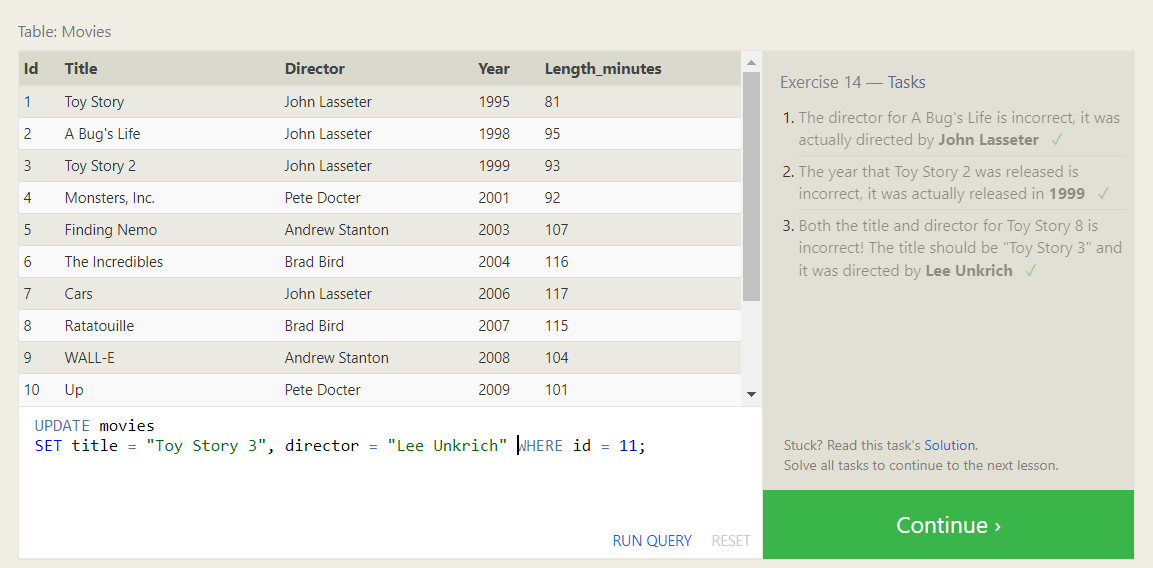 Table: Movies
Id Title Director Year Length_minutes
1 Toy Story John Lasseter 1995 81
2 A Bug's Life John Lasseter 1998 95
3 Toy Story 2 John Lasseter 1999 93
4 Monsters, Inc. Pete Docter 2001 92
5 Finding Nemo Andrew Stanton 2003 107
6 The Incredibles Brad Bird 2004 116
7 Cars John Lasseter 2006 117
8 Ratatouille Brad Bird 2007 115
9 WALL-E Andrew Stanton 2008 104
10 Up Pete Docter 2009 101
UPDATE movies
SET title = "Toy Story 3", director = "Lee Unkrich" WHERE id = 11;
RUN QUERY RESET
Exercise 14 — Tasks
1. The director for A Bug's Life is incorrect, it was
actually directed by John Lasseter ✓
2. The year that Toy Story 2 was released is
incorrect, it was actually released in 1999 ✓
3. Both the title and director for Toy Story 8 is
incorrect! The title should be "Toy Story 3" and
it was directed by Lee Unkrich ✓
Stuck? Read this task's Solution.
Solve all tasks to continue to the next lesson.
Continue ›